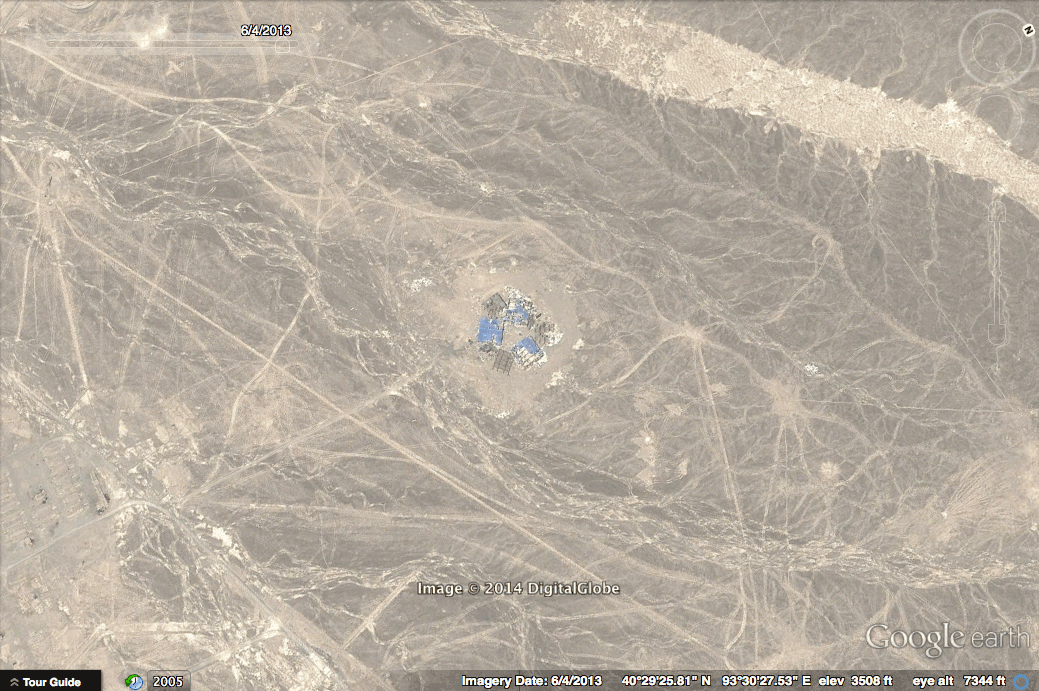 6/4/2013
N
Image © 2014 DigitalGlobe
Google earth
Tour Guide
2005
Imagery Date: 6/4/2013 40°29'25.81" N 93°30'27.53" E elev 3508 ft eye alt 7344 ft